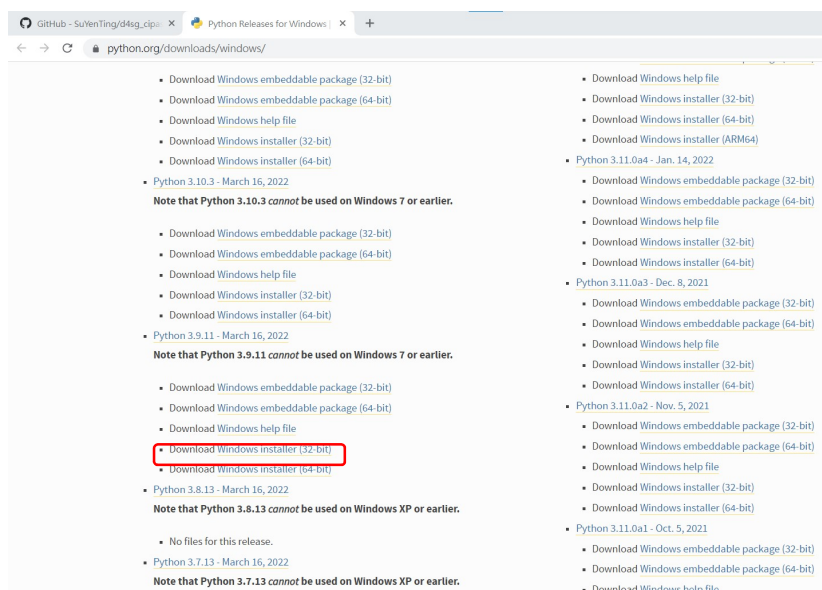 GitHub - SuYenTing/d4sg_cipa
Python Releases for Windows |
python.org/downloads/windows/
Download Windows embeddable package (32-bit)
Download Windows embeddable package (64-bit)
Download Windows help file
Download Windows installer (32-bit)
Download Windows installer (64-bit)
Python 3.10.3 - March 16, 2022
Note that Python 3.10.3 cannot be used on Windows 7 or earlier.
Download Windows embeddable package (32-bit)
Download Windows embeddable package (64-bit)
Download Windows help file
Download Windows installer (32-bit)
Download Windows installer (64-bit)
Python 3.9.11 - March 16, 2022
Note that Python 3.9.11 cannot be used on Windows 7 or earlier.
Download Windows embeddable package (32-bit)
Download Windows embeddable package (64-bit)
Download Windows help file
Download Windows installer (32-bit)
Download Windows installer (64-bit)
Python 3.8.13 - March 16, 2022
Note that Python 3.8.13 cannot be used on Windows XP or earlier.
No files for this release.
Python 3.7.13 - March 16, 2022
Note that Python 3.7.13 cannot be used on Windows XP or earlier.
Download Windows help file
Download Windows installer (32-bit)
Download Windows installer (64-bit)
Download Windows installer (ARM64)
Python 3.11.0a4 - Jan. 14, 2022
Download Windows embeddable package (32-bit)
Download Windows embeddable package (64-bit)
Download Windows help file
Download Windows installer (32-bit)
Download Windows installer (64-bit)
Python 3.11.0a3 - Dec. 8, 2021
Download Windows embeddable package (32-bit)
Download Windows embeddable package (64-bit)
Download Windows help file
Download Windows installer (32-bit)
Download Windows installer (64-bit)
Python 3.11.0a2 - Nov. 5, 2021
Download Windows embeddable package (32-bit)
Download Windows embeddable package (64-bit)
Download Windows help file
Download Windows installer (32-bit)
Download Windows installer (64-bit)
Python 3.11.0a1 - Oct. 5, 2021
Download Windows embeddable package (32-bit)
Download Windows embeddable package (64-bit)
Download Windows help file